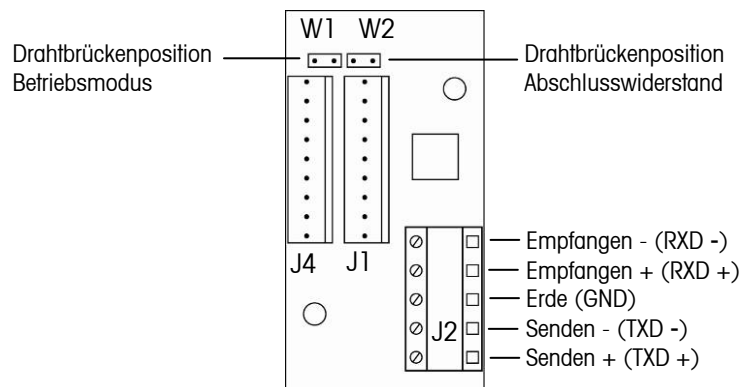 W1 W2
Drahtbrückenposition
Betriebsmodus
Drahtbrückenposition
Abschlusswiderstand
J4 J1
J2
Empfangen - (RXD -)
Empfangen + (RXD +)
Erde (GND)
Senden - (TXD -)
Senden + (TXD +)